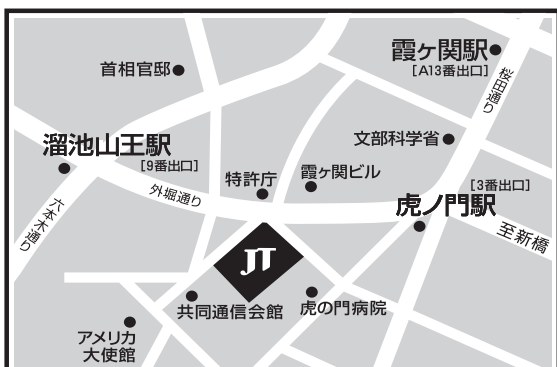 霞ヶ関駅
[A13番出口]
桜田通り
首相官邸
文部科学省
溜池山王駅
[9番出口]
特許庁
霞ヶ関ビル
[3番出口]
虎ノ門駅
外堀通り
六本木通り
至新橋
JT
共同通信会館
虎の門病院
アメリカ
大使館